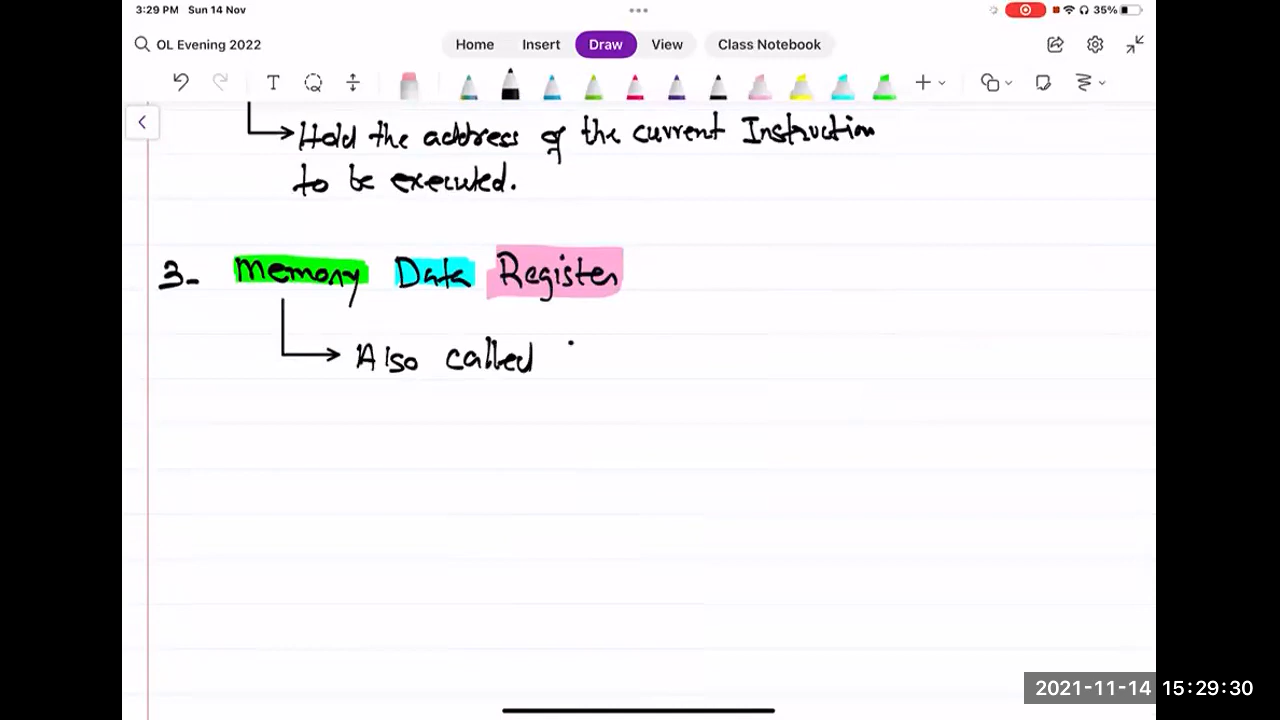 3:29 PM Sun 14 Nov
35%
OL Evening 2022
Home Insert Draw View Class Notebook
T
Hold the address of the current Instruction
to be executed.
3- Memory Data Register
Also called
2021-11-14 15:29:30